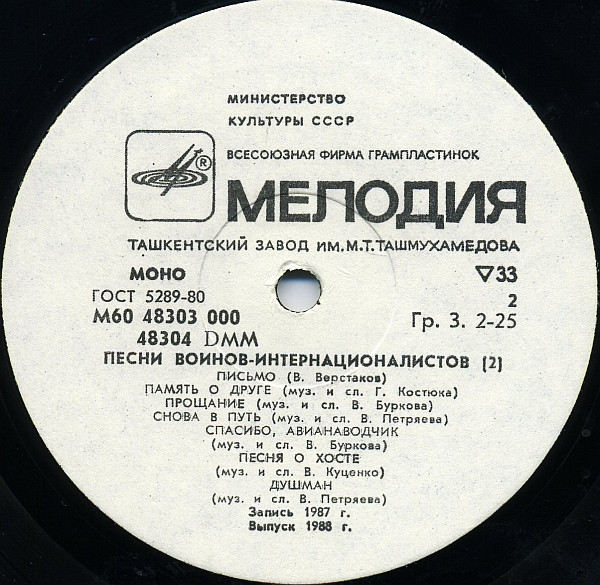 МИНИСТЕРСТВО
КУЛЬТУРЫ СССР
ВСЕСОЮЗНАЯ ФИРМА ГРАМПЛАСТИНОК
®
МЕЛОДИЯ
ТАШКЕНТСКИЙ ЗАВОД ИМ.М.Т.ТАШМУХАМЕДОВА
МОНО
▽33
ГОСТ 5289-80
2
М60 48303 000
Гр. 3. 2-25
48304 DMM
ПЕСНИ ВОИНОВ-ИНТЕРНАЦИОНАЛИСТОВ (2)
ПИСЬМО (В. Верстаков)
ПАМЯТЬ О ДРУГЕ (муз. и сл. Г. Костюка)
ПРОЩАНИЕ (муз. и сл. В. Буркова)
СНОВА В ПУТЬ (муз. и сл. В. Петряева)
СПАСИБО, АВИАНАВОДЧИК
(муз. и сл. В. Буркова)
ПЕСНЯ О ХОСТЕ
(муз. и сл. В. Куценко)
ДУШМАН
(муз. и сл. В. Петряева)
Запись 1987 г.
Выпуск 1988 г.